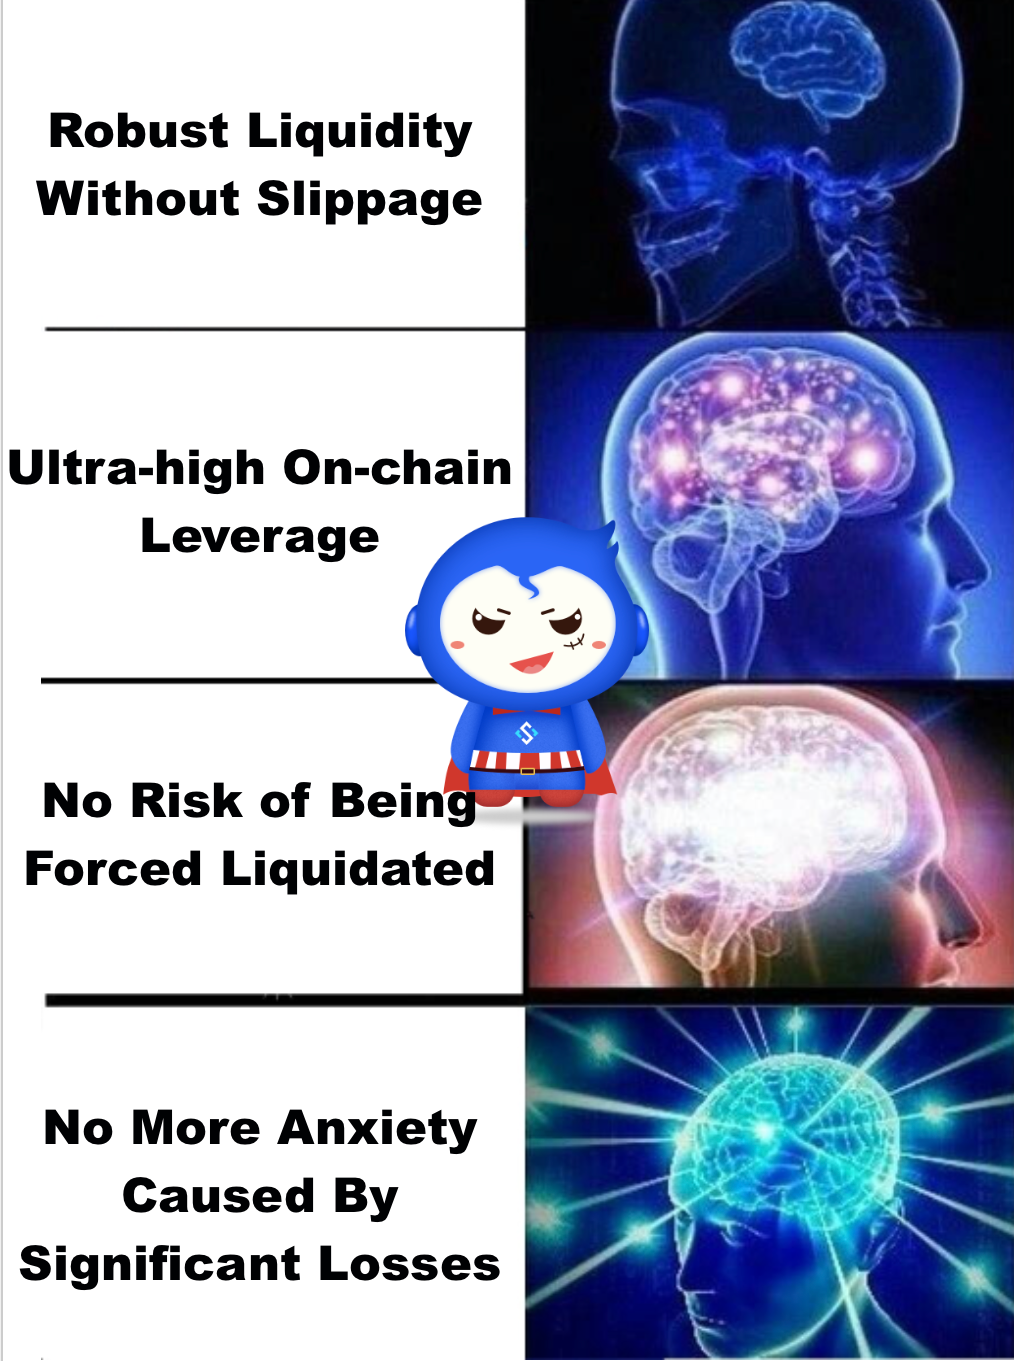 Robust Liquidity
Without Slippage
Ultra-high On-chain
Leverage
No Risk of Being
Forced Liquidated
No More Anxiety
Caused By
Significant Losses